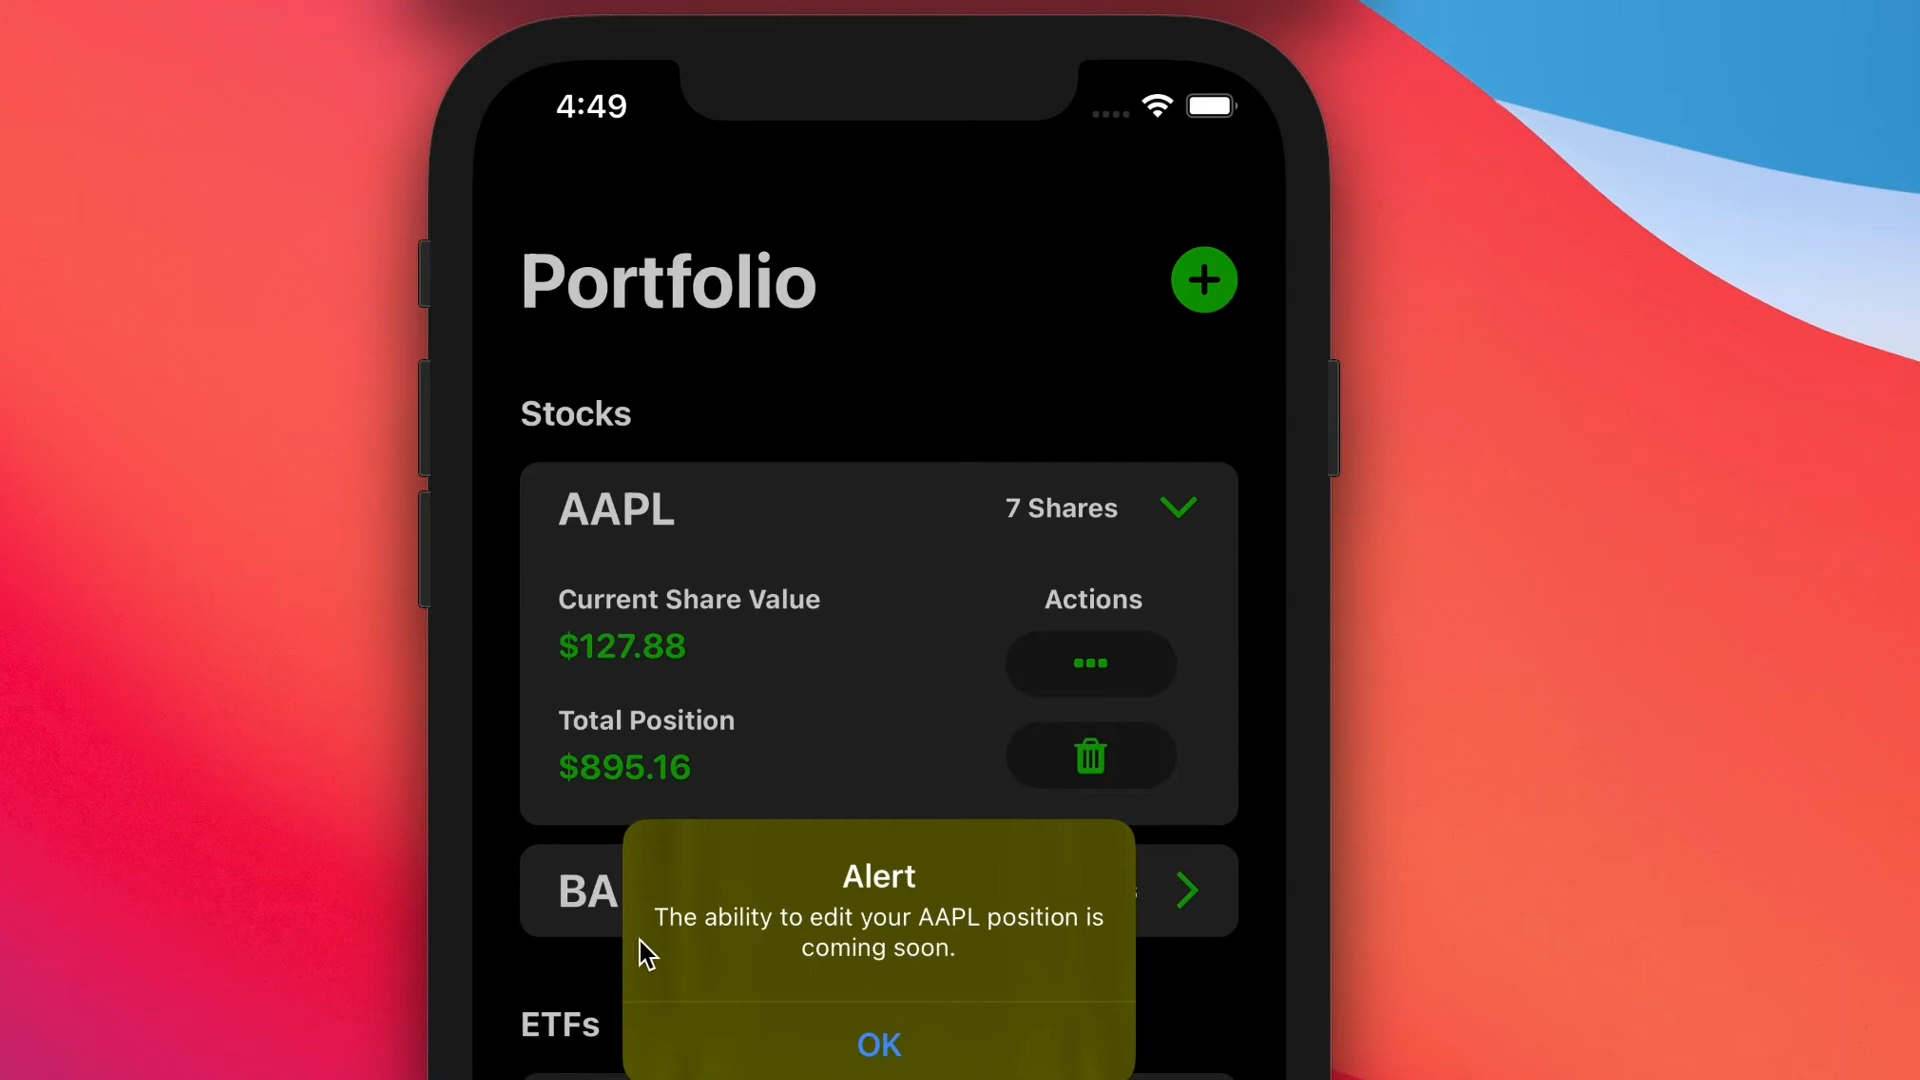 4:49
Portfolio
Stocks
AAPL 7 Shares
Current Share Value Actions
$127.88
Total Position
$895.16
BA
Alert
The ability to edit your AAPL position is
coming soon.
ETFs
OK